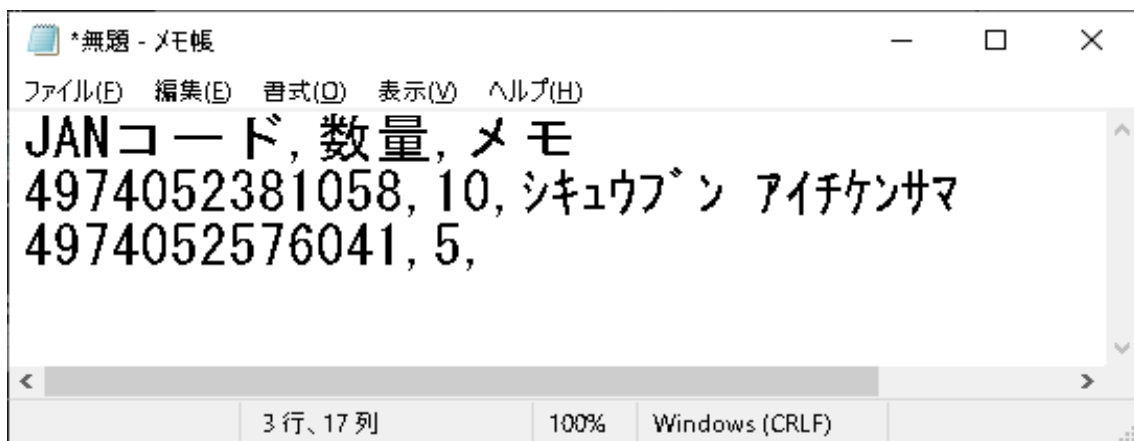 *無題 - メモ帳
ファイル(F) 編集(E) 書式(O) 表示(V) ヘルプ(H)
JANコード,数量,メモ
4974052381058,10,ｼｷｭｳﾌﾞﾝ ｱｲﾁｹﾝｻﾏ
4974052576041,5,
3 行、17 列 100% Windows (CRLF)